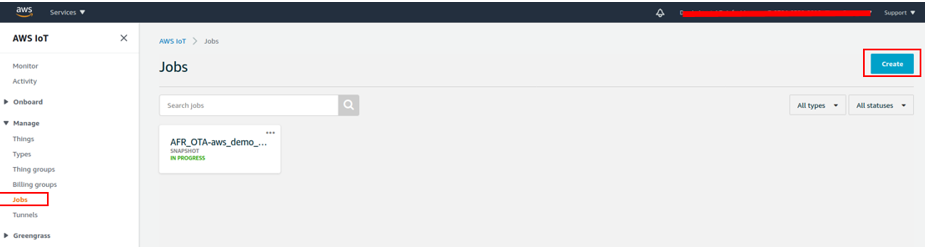 aws
Services
Support
AWS IoT
Monitor
Activity
Onboard
Manage
Things
Types
Thing groups
Billing groups
Jobs
Tunnels
Greengrass
AWS IoT > Jobs
Jobs
Create
Search jobs
All types
All statuses
AFR_OTA-aws_demo_...
SNAPSHOT
IN PROGRESS